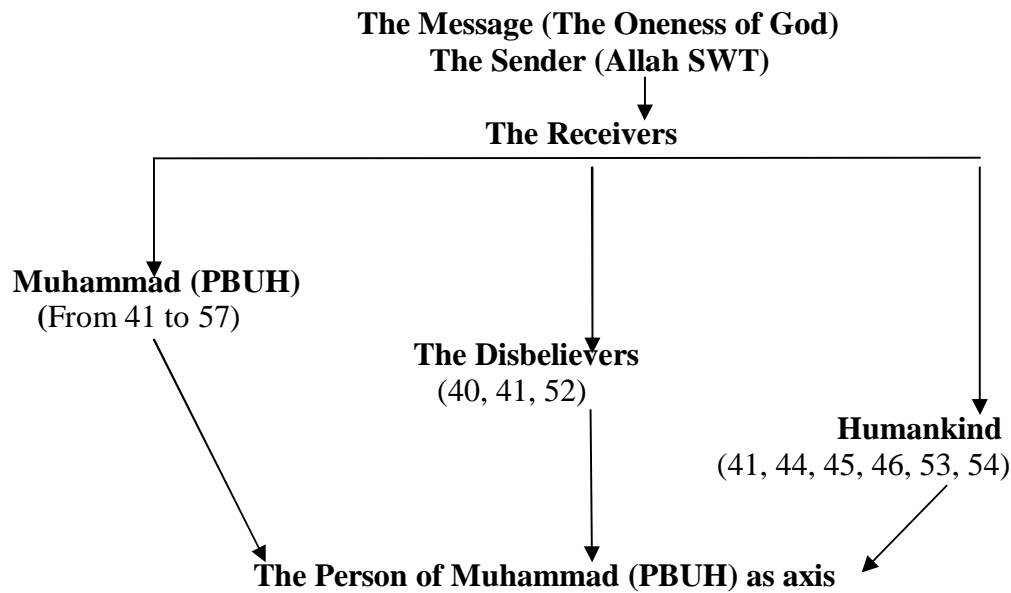 The Message (The Oneness of God)
The Sender (Allah SWT)
The Receivers
Muhammad (PBUH)
(From 41 to 57)
The Disbelievers
(40, 41, 52)
Humankind
(41, 44, 45, 46, 53, 54)
The Person of Muhammad (PBUH) as axis